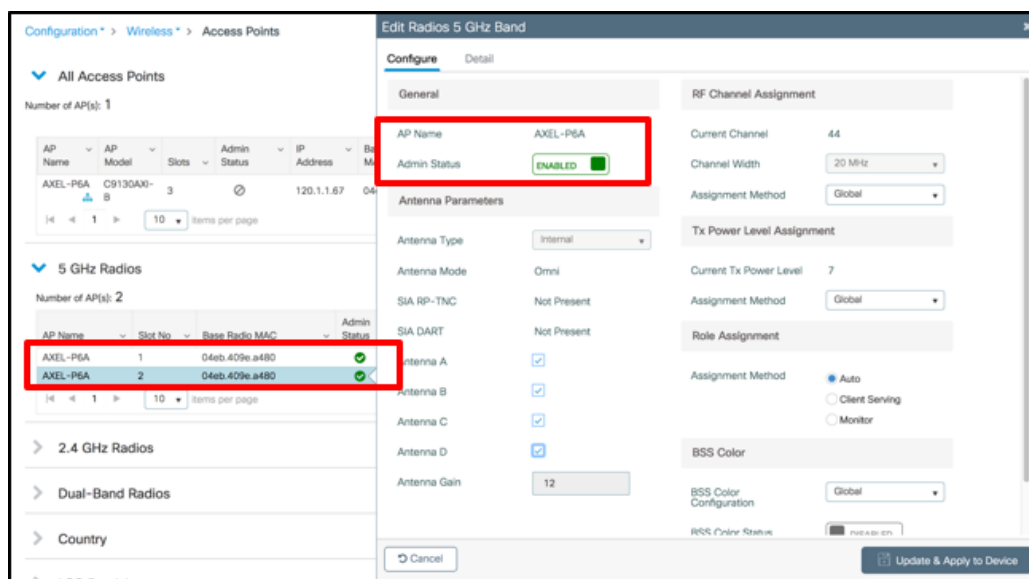 Configuration * > Wireless * > Access Points
All Access Points
Number of AP(s): 1
AP Name AP Model Slots Admin Status IP Address
AXEL-P6A C9130AXI-B 3 120.1.1.67
1 10 items per page
5 GHz Radios
Number of AP(s): 2
AP Name Slot No Base Radio MAC Admin Status
AXEL-P6A 1 04eb.409e.a480
AXEL-P6A 2 04eb.409e.a480
1 10 items per page
2.4 GHz Radios
Dual-Band Radios
Country
Edit Radios 5 GHz Band
Configure Detail
General
AP Name AXEL-P6A
Admin Status ENABLED
Antenna Parameters
Antenna Type Internal
Antenna Mode Omni
SIA RP-TNC Not Present
SIA DART Not Present
Antenna A
Antenna B
Antenna C
Antenna D
Antenna Gain 12
RF Channel Assignment
Current Channel 44
Channel Width 20 MHz
Assignment Method Global
Tx Power Level Assignment
Current Tx Power Level 7
Assignment Method Global
Role Assignment
Assignment Method Auto
Client Serving
Monitor
BSS Color
BSS Color Configuration Global
BSS Color Status DISABLED
Cancel
Update & Apply to Device